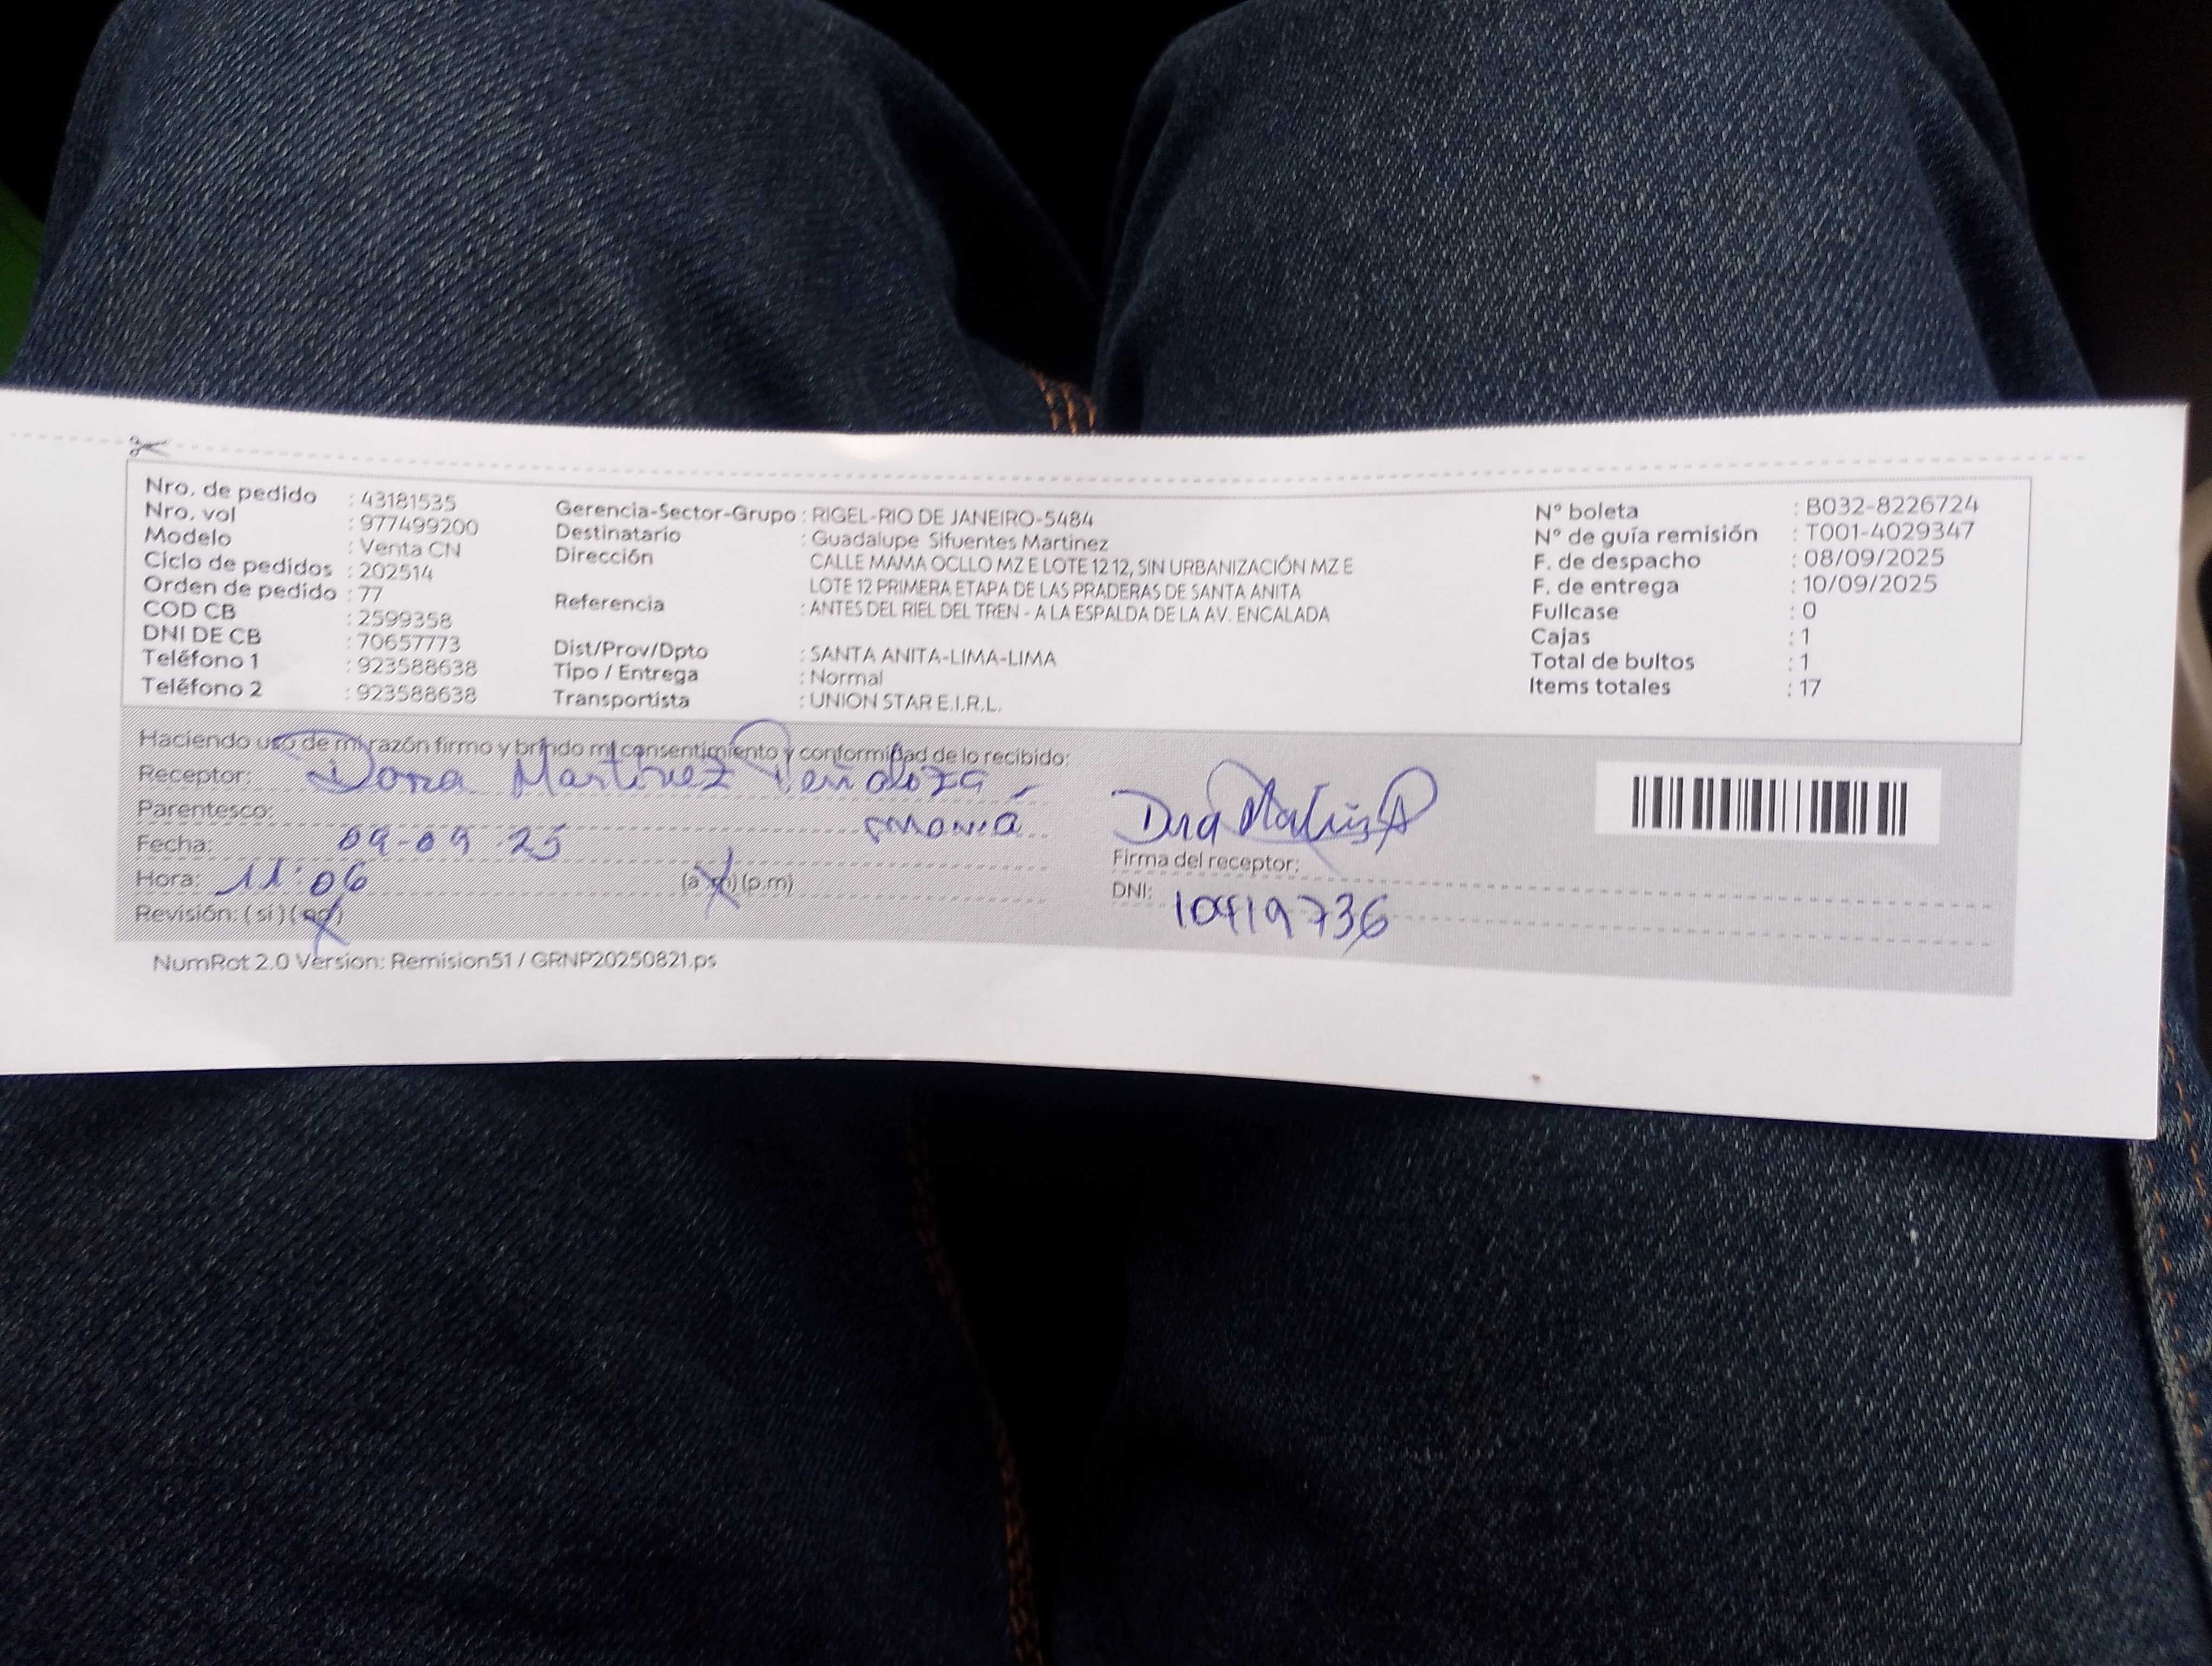 Nro. de pedido : 43181535
Nro. vol : 977499200
Modelo : Venta CN
Ciclo de pedidos : 202514
Orden de pedido : 77
COD CB : 2599358
DNI DE CB : 70657773
Teléfono 1 : 923588638
Teléfono 2 : 923588638
Gerencia-Sector-Grupo : RIGEL-RIO DE JANEIRO-5484
Destinatario : Guadalupe Sifuentes Martinez
Dirección CALLE MAMA OCLLO MZ E LOTE 12 12, SIN URBANIZACIÓN MZ E
LOTE 12 PRIMERA ETAPA DE LAS PRADERAS DE SANTA ANITA
Referencia : ANTES DEL RIEL DEL TREN - A LA ESPALDA DE LA AV. ENCALADA
Dist/Prov/Dpto : SANTA ANITA-LIMA-LIMA
Tipo / Entrega : Normal
Transportista : UNION STAR E.I.R.L.
N° boleta : B032-8226724
N° de guía remisión : T001-4029347
F. de despacho : 08/09/2025
F. de entrega : 10/09/2025
Fullcase : 0
Cajas : 1
Total de bultos : 1
Items totales : 17
Haciendo uso de mi razón firmo y brindo mi consentimiento y conformidad de lo recibido:
Receptor: Dora Martinez Peñaloza
Parentesco: mamá
Fecha: 09-09-25
Hora: 11:06 (a.m) (p.m)
Revisión: ( si ) ( no )
Firma del receptor:
DNI: 10419736
NumRot 2.0 Version: Remision51 / GRNP20250821.ps